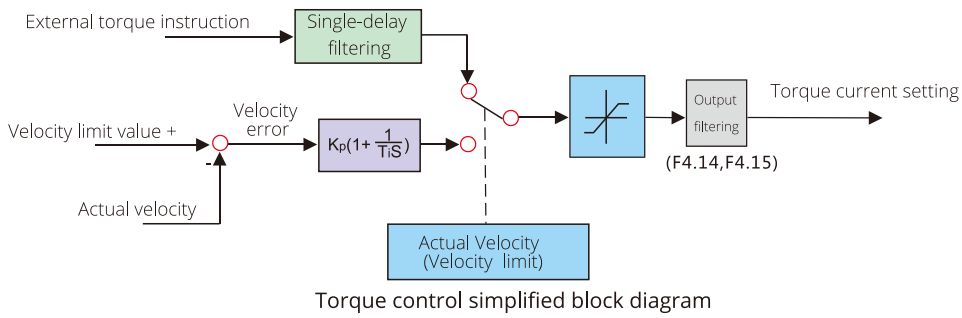 External torque instruction
Single-delay
filtering
Torque current setting
Output
filtering
(F4.14,F4.15)
Velocity limit value +
Velocity
error
Kp(1+ 1/TiS)
-
Actual velocity
Actual Velocity
(Velocity limit)
Torque control simplified block diagram